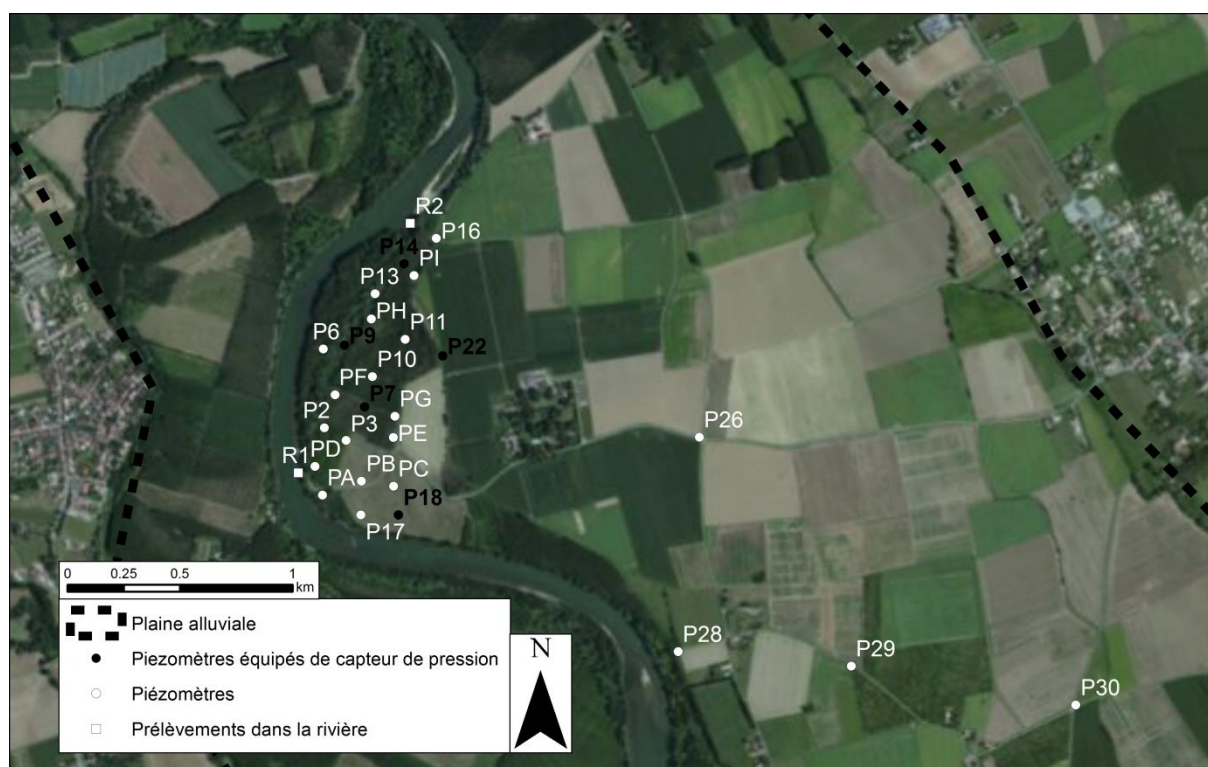 R2
P16
P14
PI
P13
PH
P11
P6
P9
P22
P10
PF
P7
PG
P2
P3
PE
R1
PD
PB
PC
PA
P18
P17
P26
P28
P29
P30
0 0.25 0.5 1
km
Plaine alluviale
Piezomètres équipés de capteur de pression
Piézomètres
Prélèvements dans la rivière
N